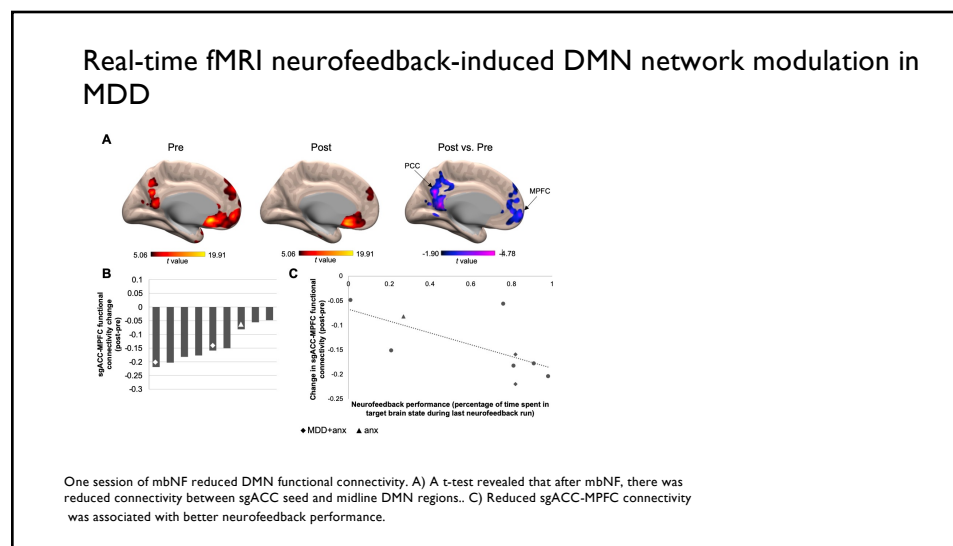 Real-time fMRI neurofeedback-induced DMN network modulation in
MDD
A
Pre
Post
Post vs. Pre
PCC
MPFC
5.06
19.91
t value
5.06
19.91
t value
-1.90
-4.78
t value
B
sgACC-MPFC functional
connectivity change
(post-pre)
0.1
0.05
0
-0.05
-0.1
-0.15
-0.2
-0.25
-0.3
C
Change in sgACC-MPFC functional
connectivity (post-pre)
0
0.2
0.4
0.6
0.8
1
0
-0.05
-0.1
-0.15
-0.2
-0.25
Neurofeedback performance (percentage of time spent in
target brain state during last neurofeedback run)
MDD+anx
anx
One session of mbNF reduced DMN functional connectivity. A) A t-test revealed that after mbNF, there was
reduced connectivity between sgACC seed and midline DMN regions.. C) Reduced sgACC-MPFC connectivity
was associated with better neurofeedback performance.